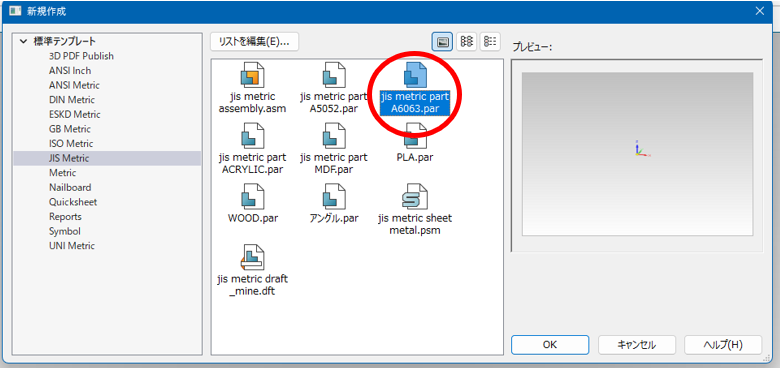 新規作成
標準テンプレート
3D PDF Publish
ANSI Inch
ANSI Metric
DIN Metric
ESKD Metric
GB Metric
ISO Metric
JIS Metric
Metric
Nailboard
Quicksheet
Reports
Symbol
UNI Metric
リストを編集(E)...
jis metric
assembly.asm
jis metric part
A5052.par
jis metric part
A6063.par
jis metric part
ACRYLIC.par
jis metric part
MDF.par
PLA.par
WOOD.par
アングル.par
jis metric sheet
metal.psm
jis metric draft
_mine.dft
プレビュー:
OK
キャンセル
ヘルプ(H)